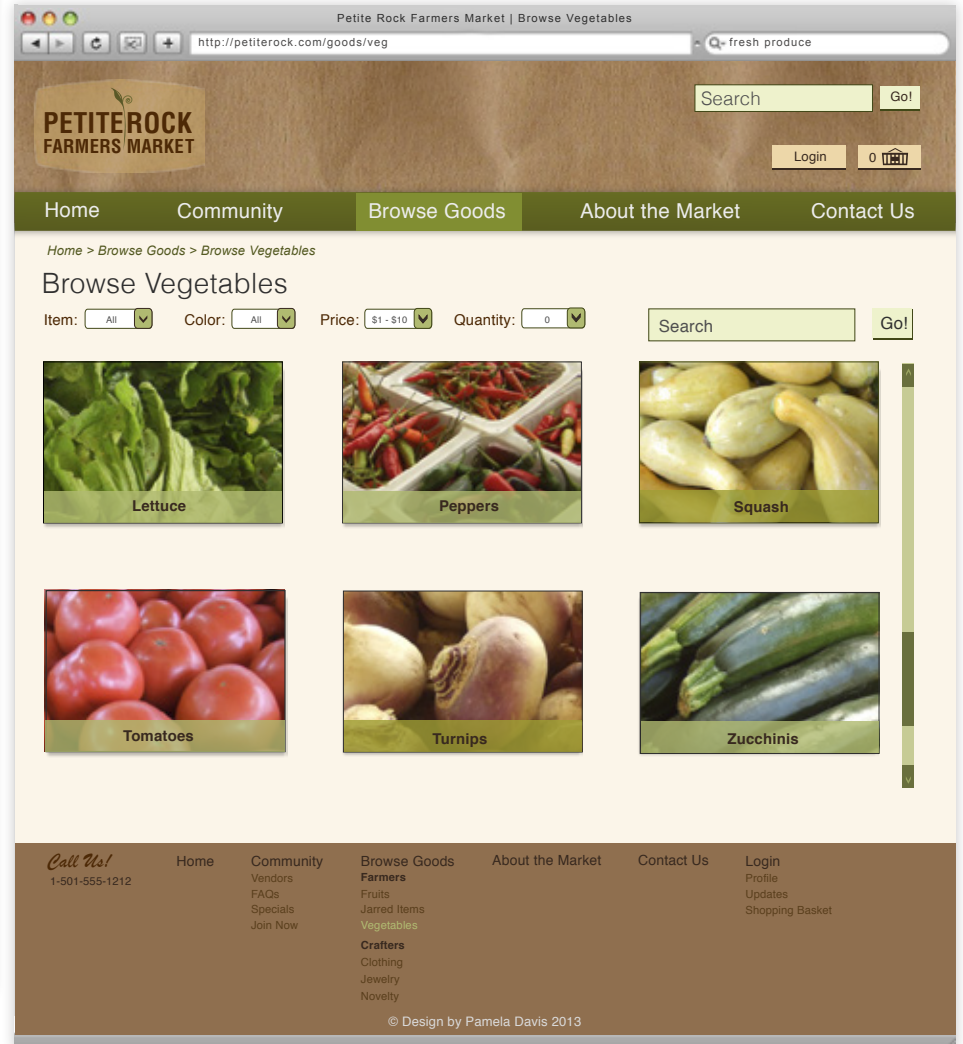 Petite Rock Farmers Market | Browse Vegetables
http://petiterock.com/goods/veg
fresh produce
PETITE ROCK
FARMERS MARKET
Search
Go!
Login
0
Home Community Browse Goods About the Market Contact Us
Home > Browse Goods > Browse Vegetables
Browse Vegetables
Item: All Color: All Price: $1 - $10 Quantity: 0
Search Go!
Lettuce Peppers Squash
Tomatoes Turnips Zucchinis
Call Us!
1-501-555-1212
Home
Community
Vendors
FAQs
Specials
Join Now
Browse Goods
Farmers
Fruits
Jarred Items
Vegetables
Crafters
Clothing
Jewelry
Novelty
About the Market
Contact Us
Login
Profile
Updates
Shopping Basket
© Design by Pamela Davis 2013